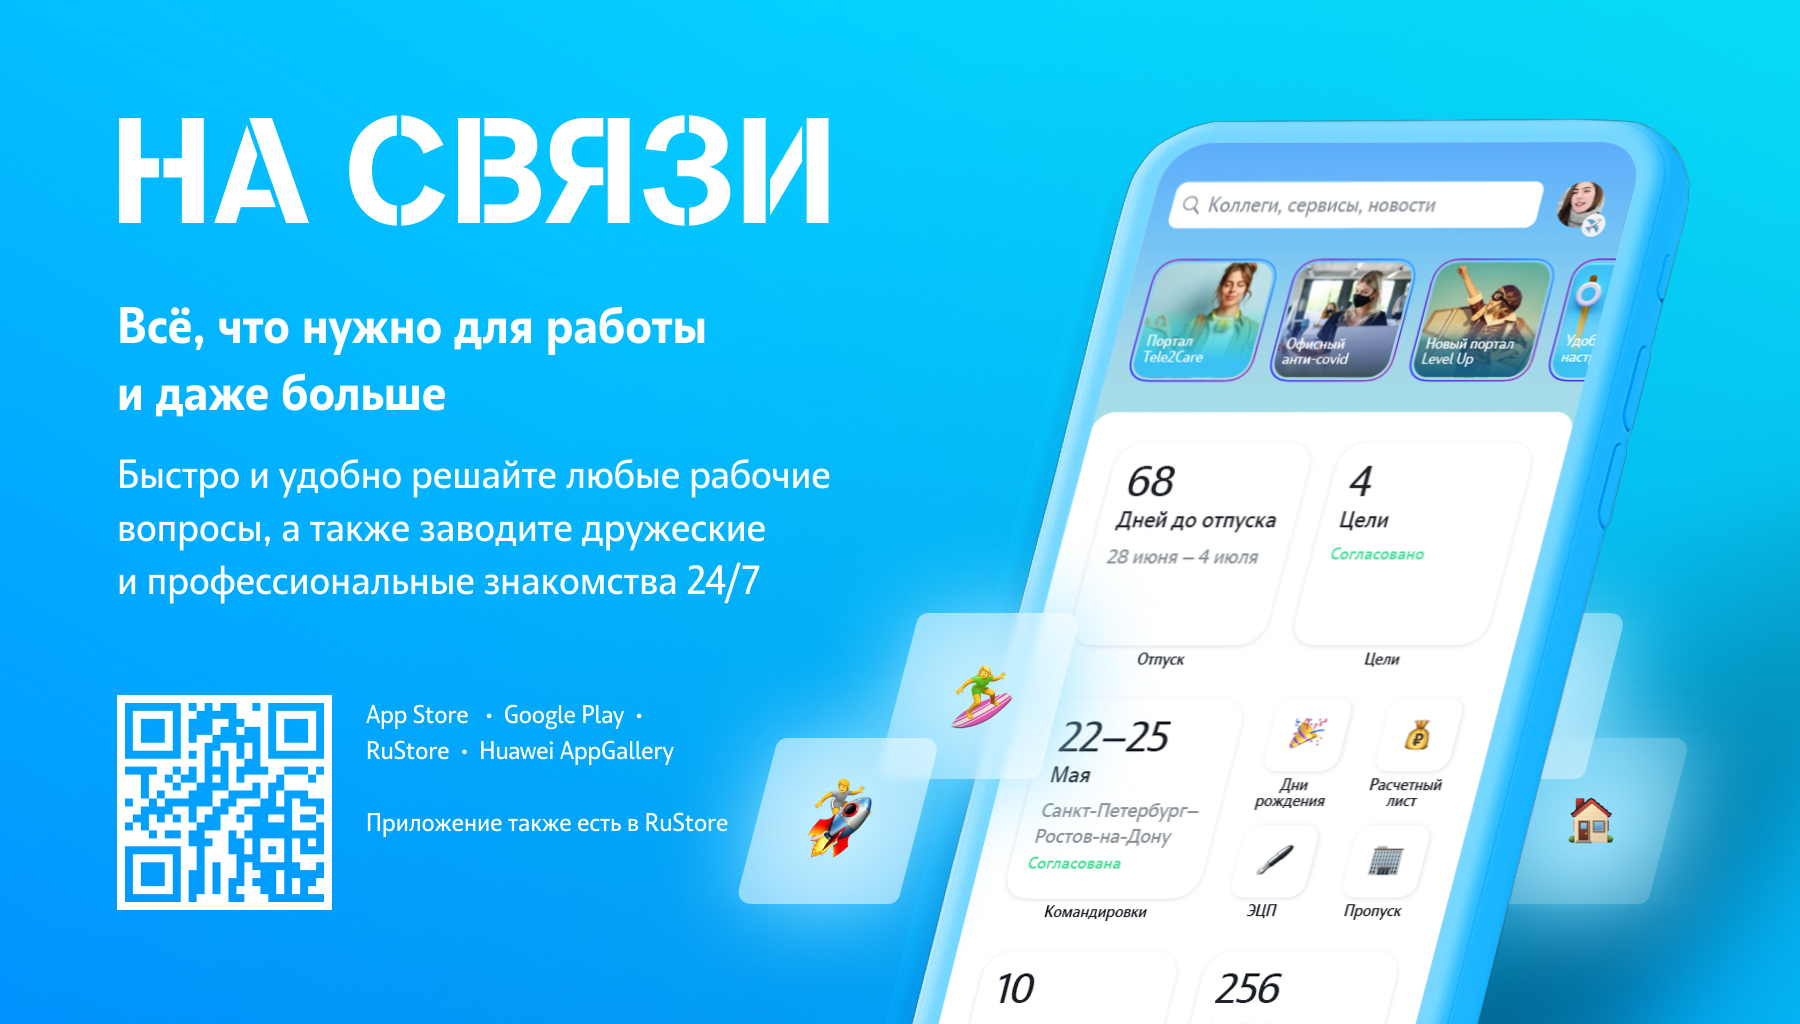 НА СВЯЗИ
Всё, что нужно для работы
и даже больше
Быстро и удобно решайте любые рабочие
вопросы, а также заводите дружеские
и профессиональные знакомства 24/7
App Store • Google Play •
RuStore • Huawei AppGallery
Приложение также есть в RuStore
Коллеги, сервисы, новости
Портал
Tele2Care
Офисный
анти-covid
Новый портал
Level Up
68
Дней до отпуска
28 июня – 4 июля
Отпуск
4
Цели
Согласовано
Цели
22–25
Мая
Санкт-Петербург–
Ростов-на-Дону
Согласована
Командировки
Дни
рождения
Расчетный
лист
ЭЦП
Пропуск
10
256